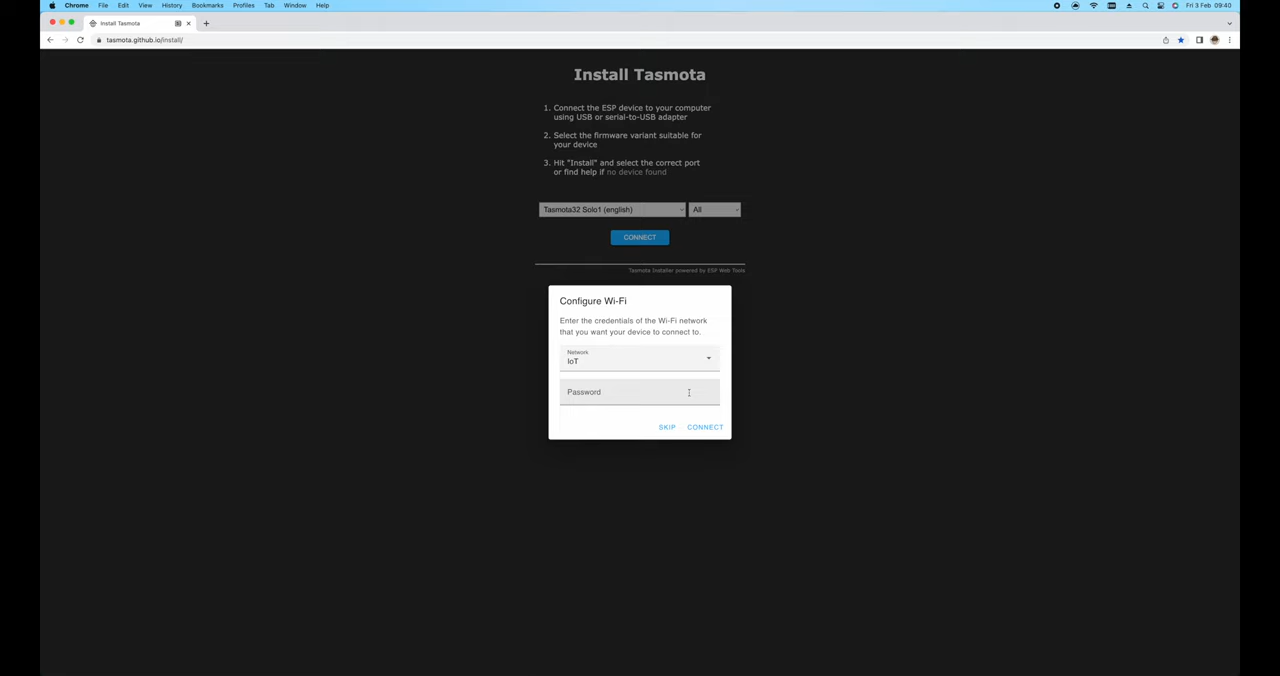 Chrome File Edit View History Bookmarks Profiles Tab Window Help Fri 3 Feb 09:40
Install Tasmota
tasmota.github.io/install/
Install Tasmota
1. Connect the ESP device to your computer
using USB or serial-to-USB adapter
2. Select the firmware variant suitable for
your device
3. Hit "Install" and select the correct port
or find help if no device found
Tasmota32 Solo1 (english) All
CONNECT
Tasmota Installer powered by ESP Web Tools
Configure Wi-Fi
Enter the credentials of the Wi-Fi network
that you want your device to connect to.
Network
IoT
Password
SKIP CONNECT